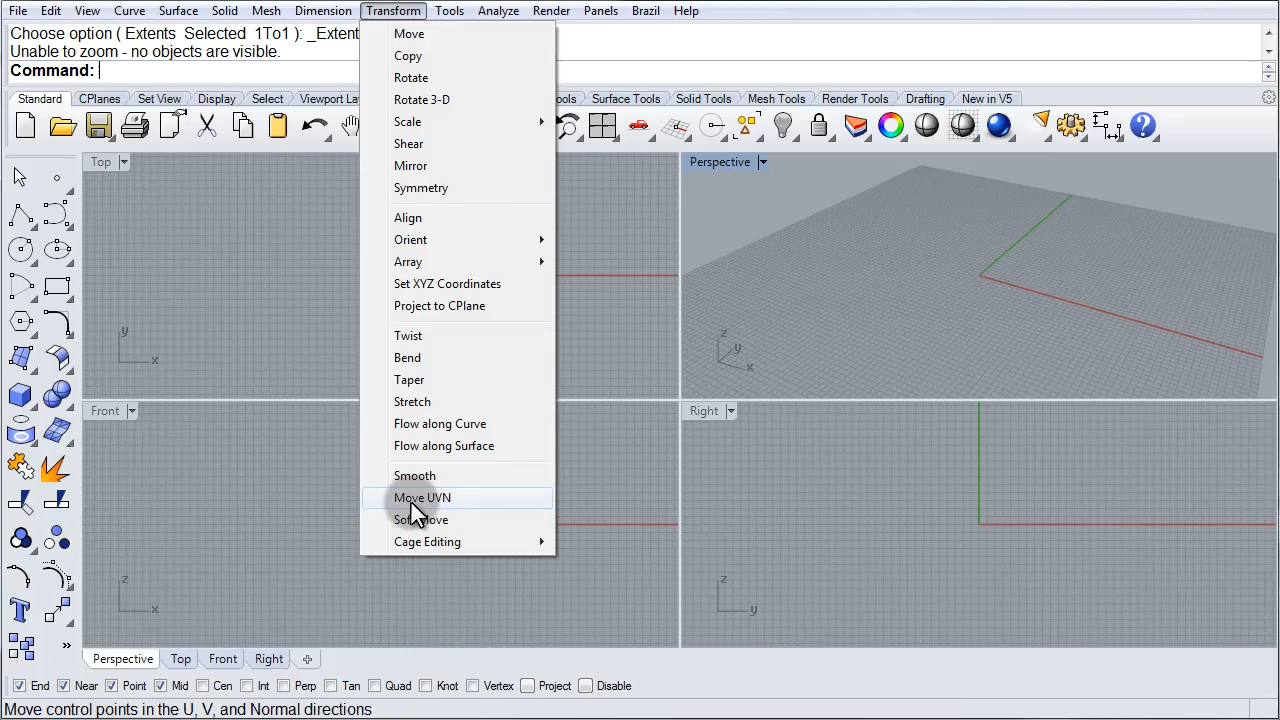 File Edit View Curve Surface Solid Mesh Dimension Transform Tools Analyze Render Panels Brazil Help
Choose option ( Extents Selected 1To1 ): _Extent
Unable to zoom - no objects are visible.
Command:
Standard CPlanes Set View Display Select Viewport La Surface Tools Solid Tools Mesh Tools Render Tools Drafting New in V5
Move
Copy
Rotate
Rotate 3-D
Scale
Shear
Mirror
Symmetry
Align
Orient
Array
Set XYZ Coordinates
Project to CPlane
Twist
Bend
Taper
Stretch
Flow along Curve
Flow along Surface
Smooth
Move UVN
Soft Move
Cage Editing
Top
y
x
Perspective
z
y
x
Front
z
x
Right
z
y
Perspective Top Front Right
End Near Point Mid Cen Int Perp Tan Quad Knot Vertex Project Disable
Move control points in the U, V, and Normal directions